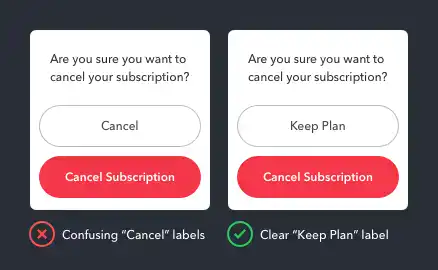 Are you sure you want to
cancel your subscription?
Cancel
Cancel Subscription
Confusing “Cancel” labels
Are you sure you want to
cancel your subscription?
Keep Plan
Cancel Subscription
Clear “Keep Plan” label